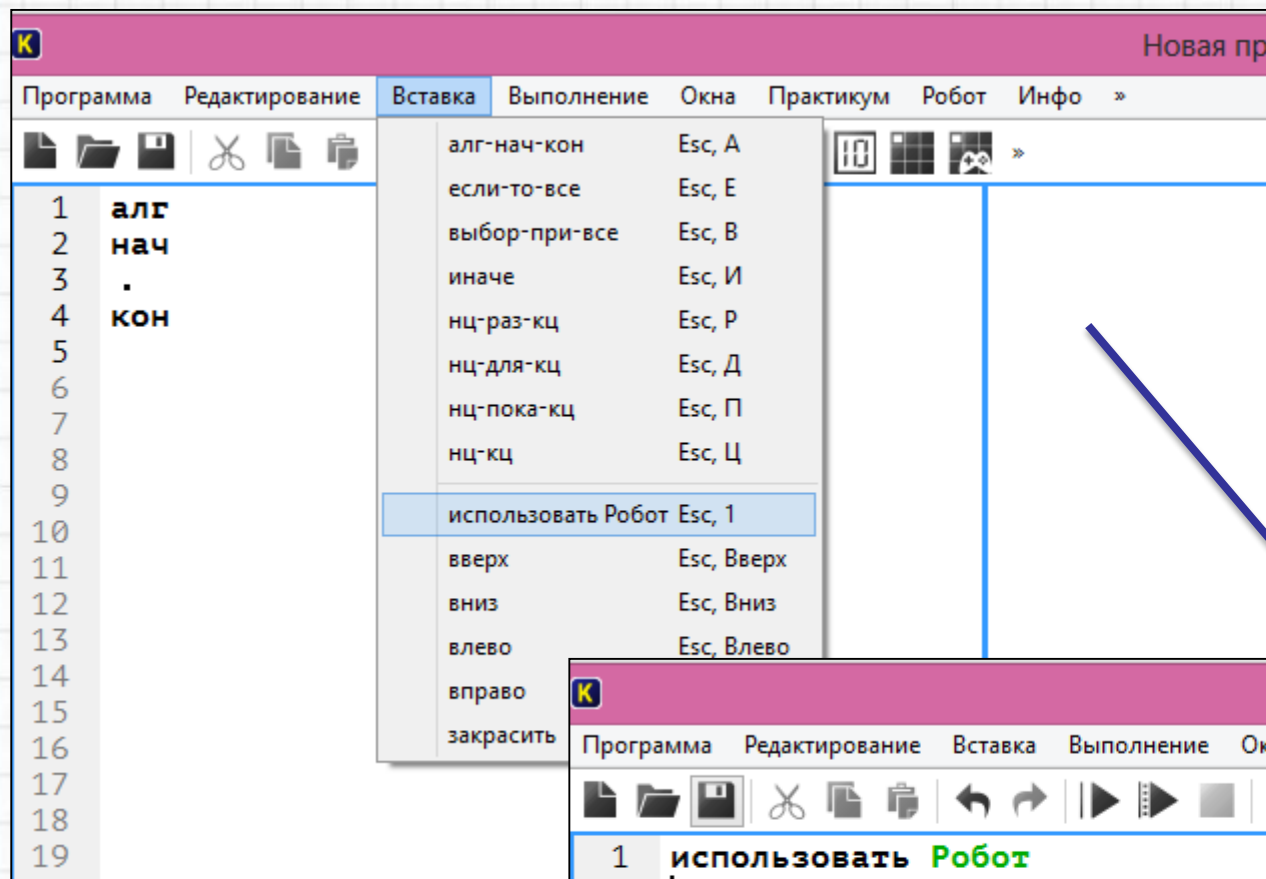 K
Новая пр
Программа Редактирование Вставка Выполнение Окна Практикум Робот Инфо »
10 »
алг-нач-кон Esc, А
если-то-все Esc, Е
выбор-при-все Esc, В
иначе Esc, И
нц-раз-кц Esc, Р
нц-для-кц Esc, Д
нц-пока-кц Esc, П
нц-кц Esc, Ц
использовать Робот Esc, 1
вверх Esc, Вверх
вниз Esc, Вниз
влево Esc, Влево
вправо
закрасить
1 алг
2 нач
3 .
4 кон
5
6
7
8
9
10
11
12
13
14
15
16
17
18
19
K
Программа Редактирование Вставка Выполнение Ок
1 использовать Робот